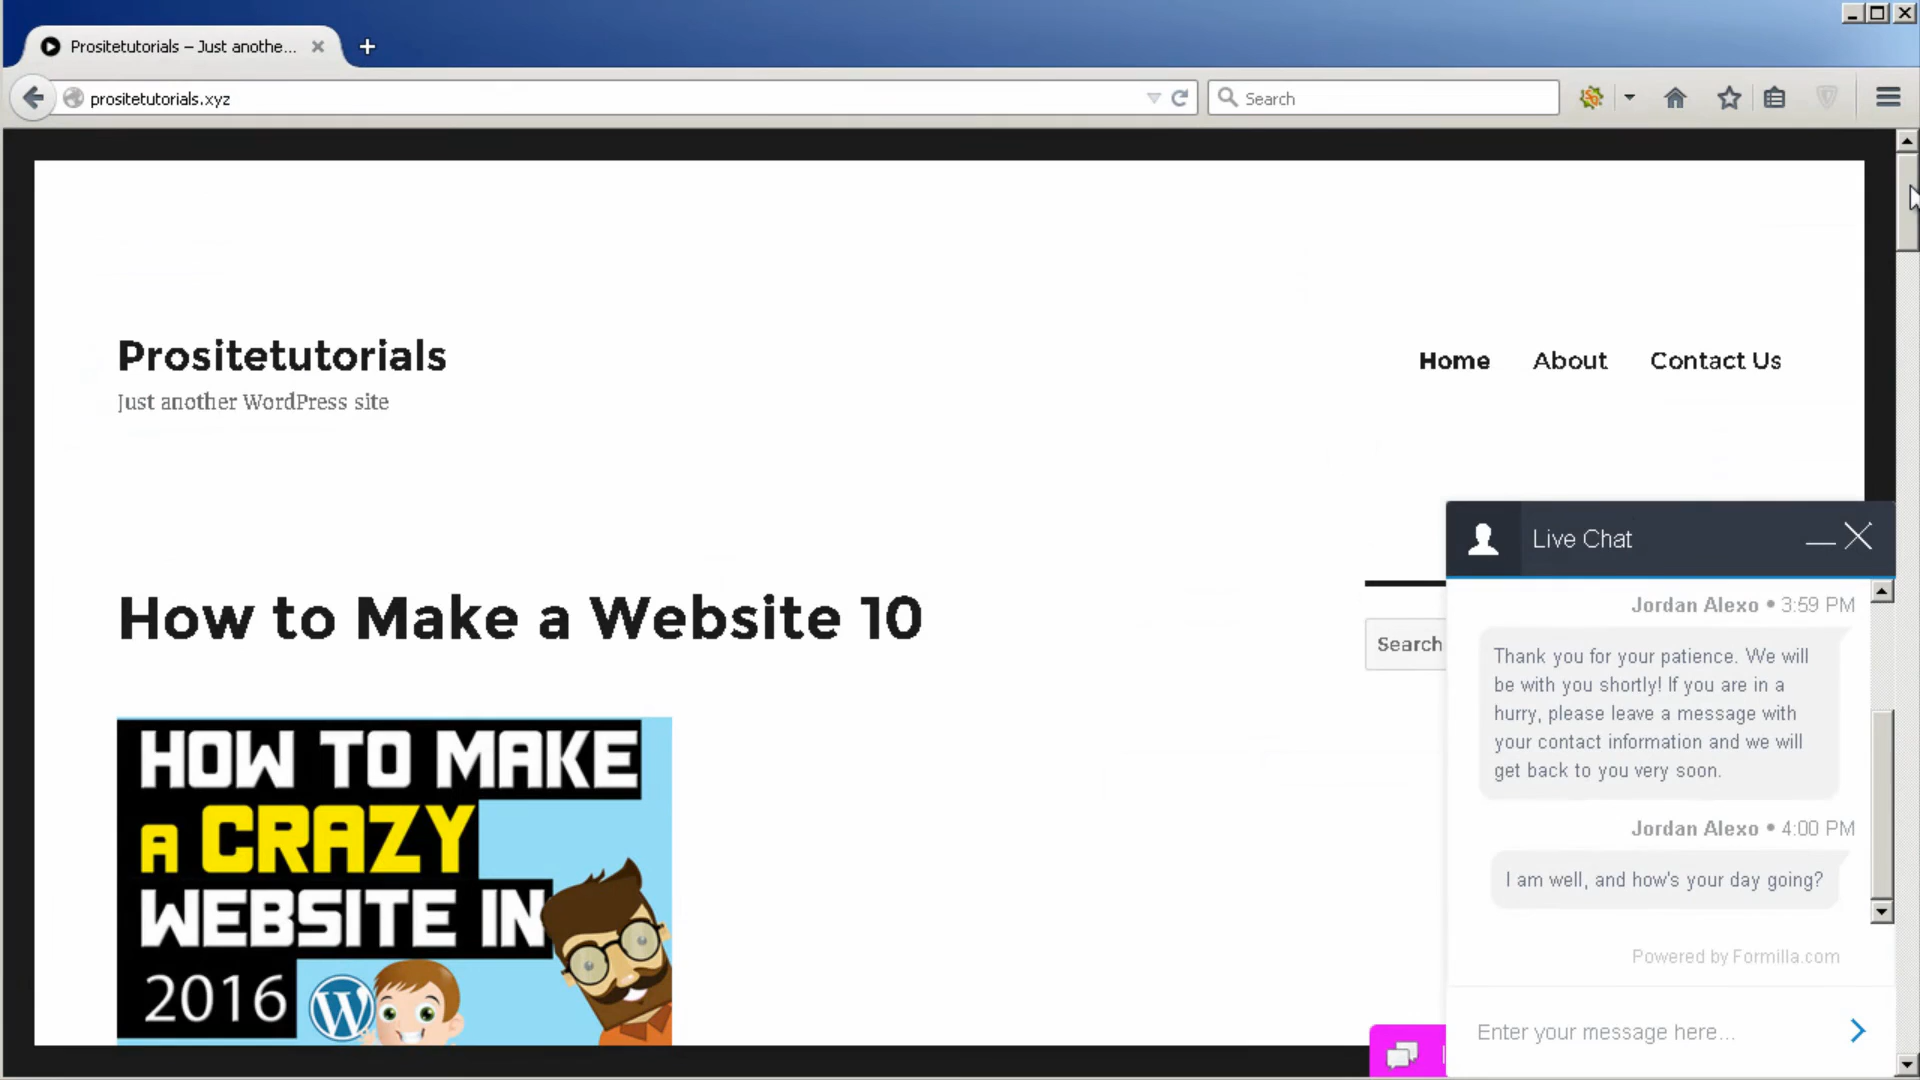 Prositetutorials – Just anothe...
prositetutorials.xyz
Search
Prositetutorials
Just another WordPress site
Home
About
Contact Us
How to Make a Website 10
Search
HOW TO MAKE
A CRAZY
WEBSITE IN
2016
Live Chat
Jordan Alexo • 3:59 PM
Thank you for your patience. We will
be with you shortly! If you are in a
hurry, please leave a message with
your contact information and we will
get back to you very soon.
Jordan Alexo • 4:00 PM
I am well, and how's your day going?
Powered by Formilla.com
Enter your message here...